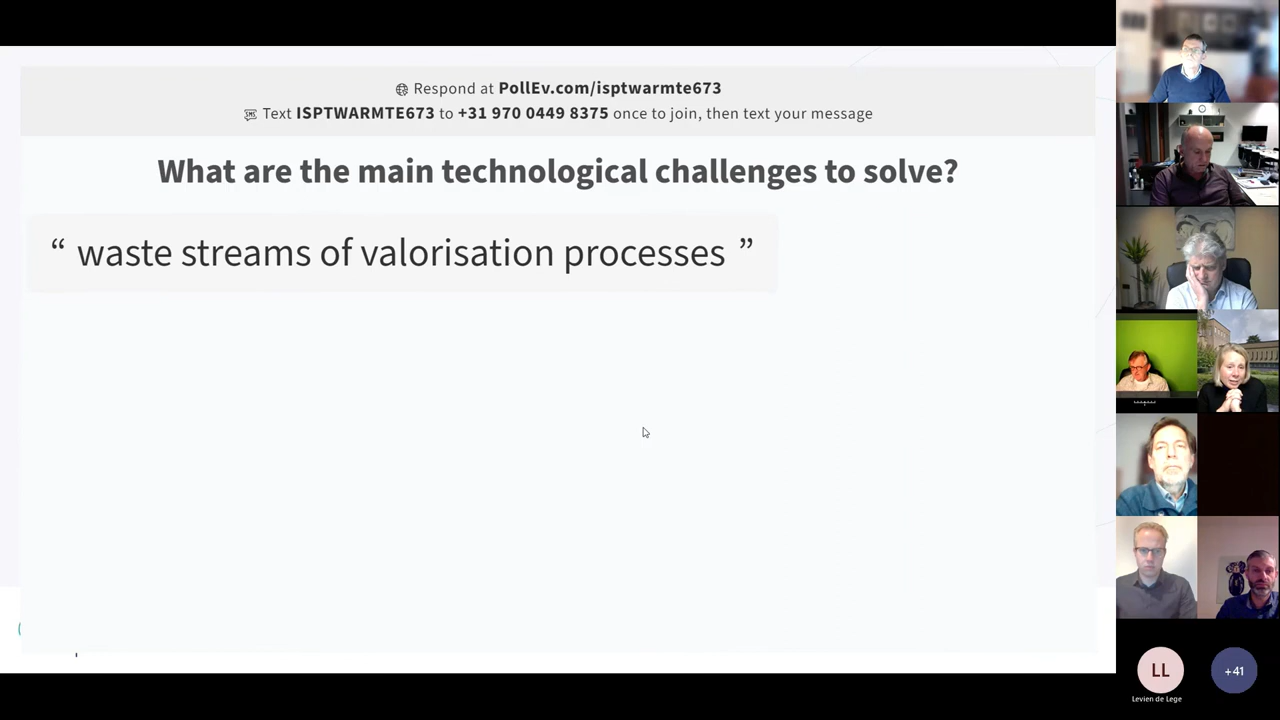 Respond at PollEv.com/isptwarmte673
Text ISPTWARMTE673 to +31 970 0449 8375 once to join, then text your message
What are the main technological challenges to solve?
“ waste streams of valorisation processes ”
LL
+41
Levien de Lege